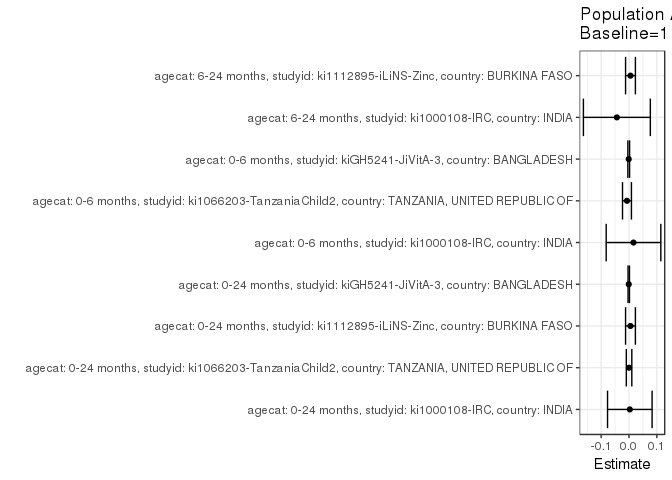 Population
Baseline=1
agecat: 6-24 months, studyid: ki1112895-iLiNS-Zinc, country: BURKINA FASO
agecat: 6-24 months, studyid: ki1000108-IRC, country: INDIA
agecat: 0-6 months, studyid: kiGH5241-JiVitA-3, country: BANGLADESH
agecat: 0-6 months, studyid: ki1066203-TanzaniaChild2, country: TANZANIA, UNITED REPUBLIC OF
agecat: 0-6 months, studyid: ki1000108-IRC, country: INDIA
agecat: 0-24 months, studyid: kiGH5241-JiVitA-3, country: BANGLADESH
agecat: 0-24 months, studyid: ki1112895-iLiNS-Zinc, country: BURKINA FASO
agecat: 0-24 months, studyid: ki1066203-TanzaniaChild2, country: TANZANIA, UNITED REPUBLIC OF
agecat: 0-24 months, studyid: ki1000108-IRC, country: INDIA
-0.1 0.0 0.1
Estimate